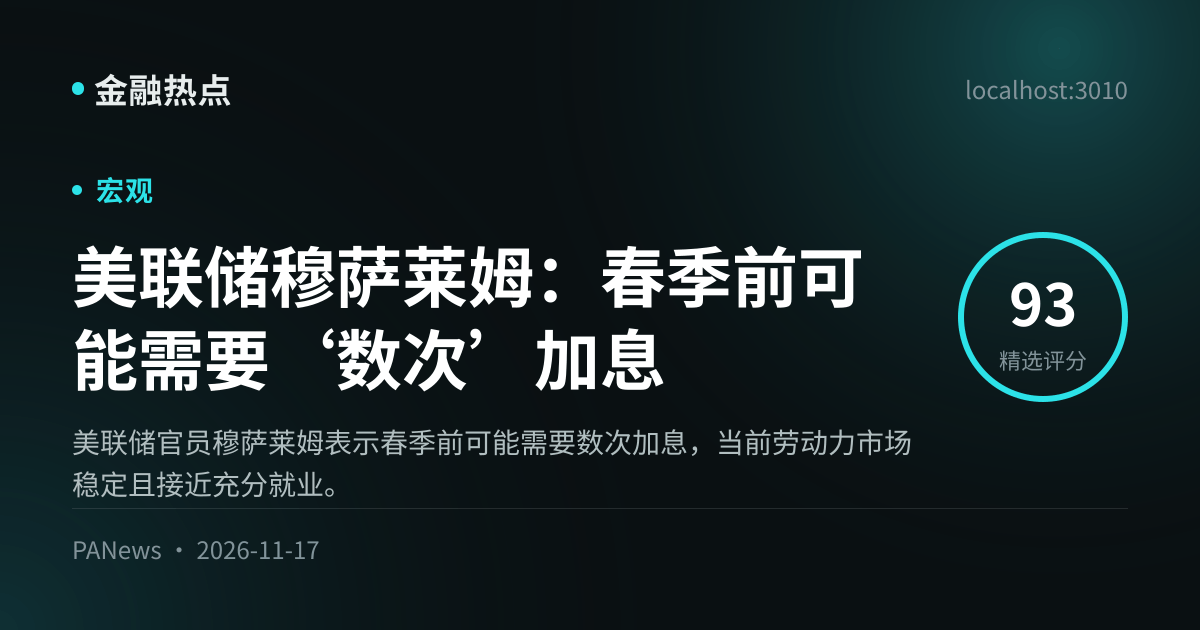 金融热点
localhost:3010
宏观
美联储穆萨莱姆：春季前可
能需要 ‘数次’ 加息
93
精选评分
美联储官员穆萨莱姆表示春季前可能需要数次加息，当前劳动力市场
稳定且接近充分就业。
PANews • 2026-11-17